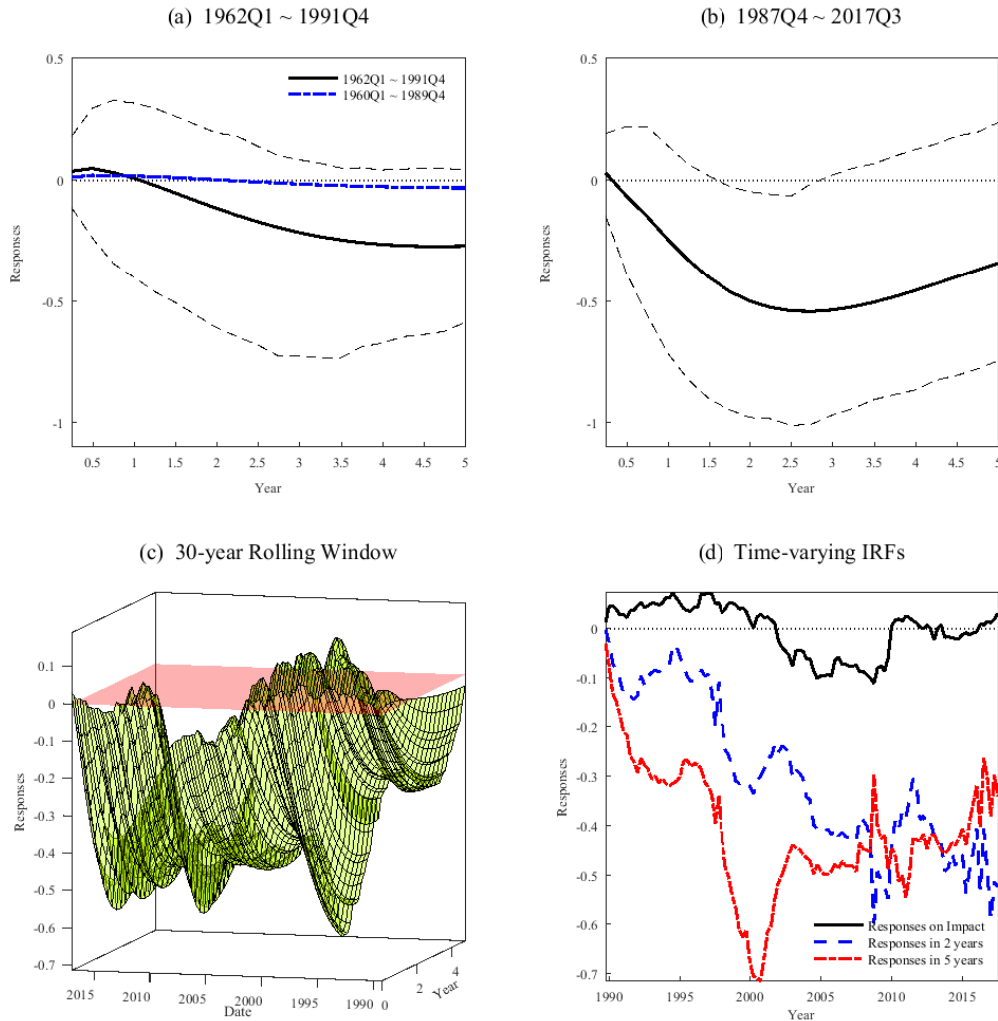 (a) 1962Q1 ~ 1991Q4
0.5
0
-0.5
-1
Responses
1962Q1 ~ 1991Q4
1960Q1 ~ 1989Q4
0.5 1 1.5 2 2.5 3 3.5 4 4.5 5
Year
(b) 1987Q4 ~ 2017Q3
0.5
0
-0.5
-1
Responses
0.5 1 1.5 2 2.5 3 3.5 4 4.5 5
Year
(c) 30-year Rolling Window
0.1
0
-0.1
-0.2
-0.3
-0.4
-0.5
-0.6
-0.7
Responses
2015 2010 2005 2000 1995 1990
Date
0 2 4
Year
(d) Time-varying IRFs
0
-0.1
-0.2
-0.3
-0.4
-0.5
-0.6
-0.7
Responses
Responses on Impact
Responses in 2 years
Responses in 5 years
1990 1995 2000 2005 2010 2015
Year